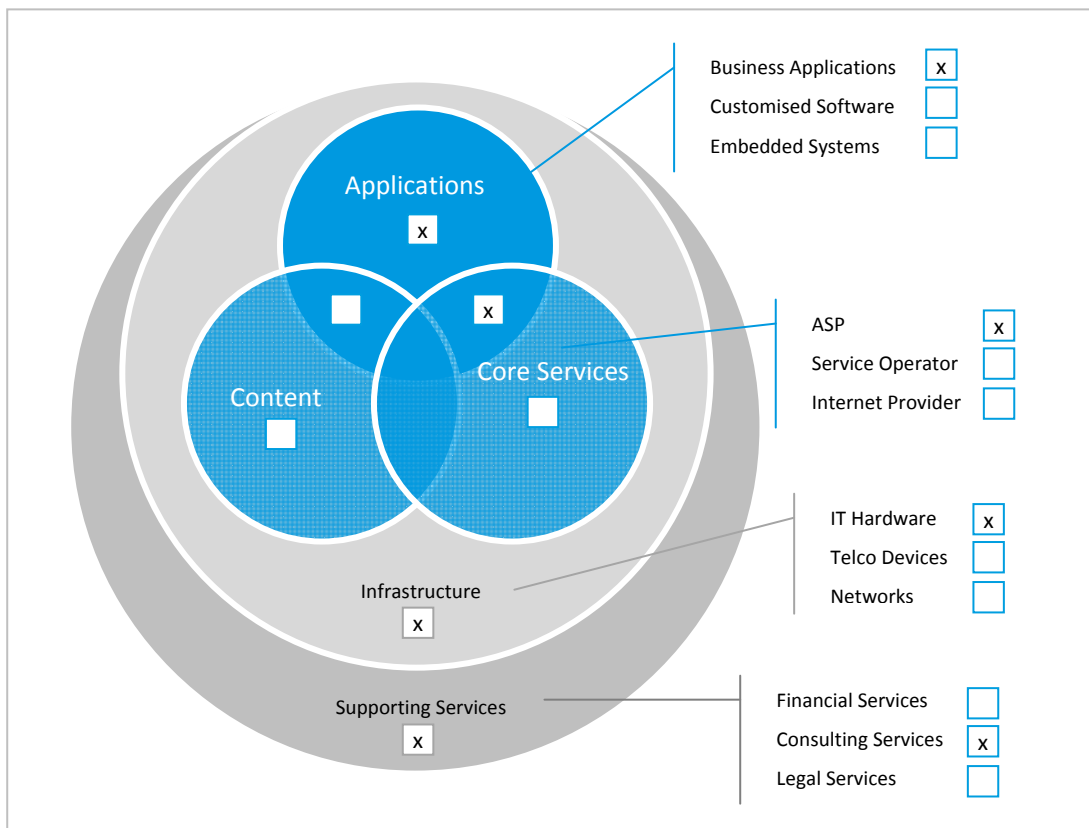 Business Applications x
Customised Software
Embedded Systems
Applications
x
x
ASP x
Service Operator
Internet Provider
Core Services
Content
IT Hardware x
Telco Devices
Networks
Infrastructure
x
Supporting Services
x
Financial Services
Consulting Services x
Legal Services